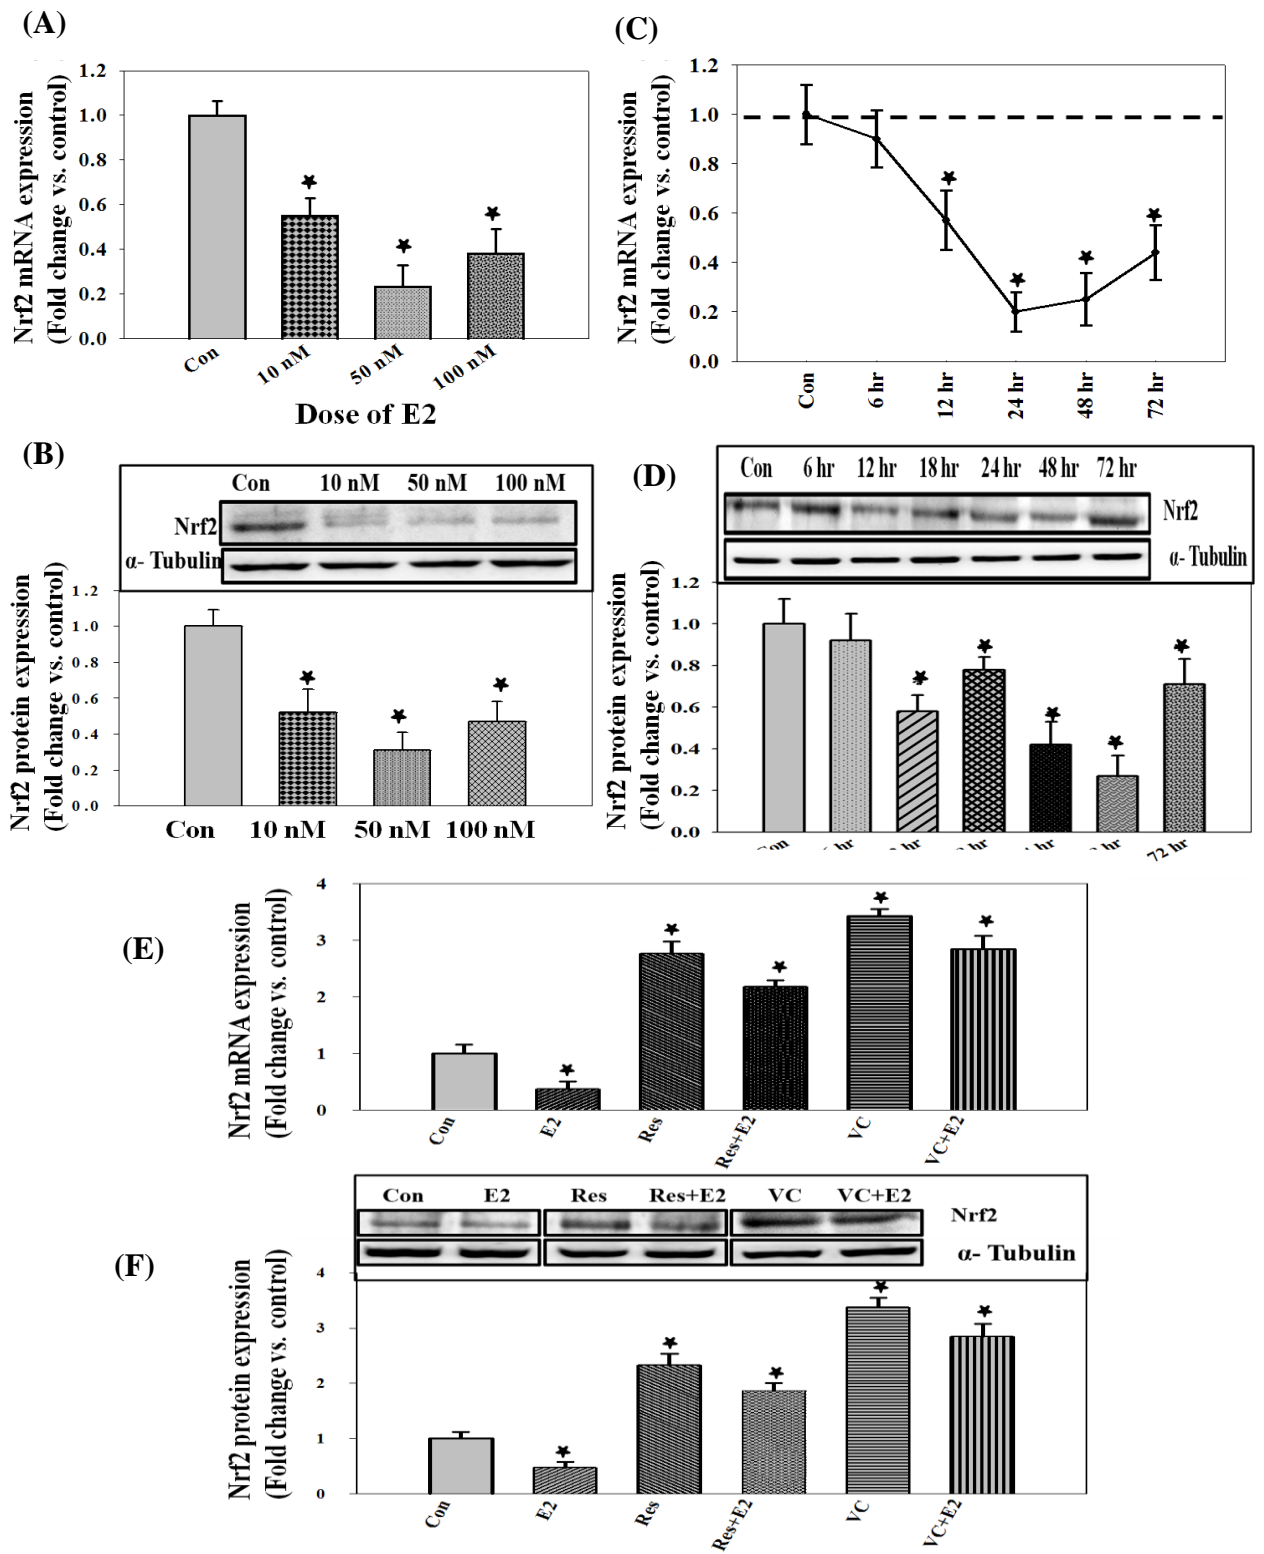 (A)
Nrf2 mRNA expression
(Fold change vs. control)
1.2
1.0
0.8
0.6
0.4
0.2
0.0
Con
10 nM
50 nM
100 nM
Dose of E2
(C)
Nrf2 mRNA expression
(Fold change vs. control)
1.2
1.0
0.8
0.6
0.4
0.2
0.0
Con
6 hr
12 hr
24 hr
48 hr
72 hr
(B)
Con 10 nM 50 nM 100 nM
Nrf2
α- Tubulin
Nrf2 protein expression
(Fold change vs. control)
1.2
1.0
0.8
0.6
0.4
0.2
0.0
Con 10 nM 50 nM 100 nM
(D)
Con 6 hr 12 hr 18 hr 24 hr 48 hr 72 hr
Nrf2
α- Tubulin
Nrf2 protein expression
(Fold change vs. control)
1.2
1.0
0.8
0.6
0.4
0.2
0.0
72 hr
(E)
Nrf2 mRNA expression
(Fold change vs. control)
4
3
2
1
0
Con
E2
Res
Res+E2
VC
VC+E2
(F)
Con E2 Res Res+E2 VC VC+E2
Nrf2
α- Tubulin
Nrf2 protein expression
(Fold change vs. control)
4
3
2
1
0
Con
E2
Res
Res+E2
VC
VC+E2